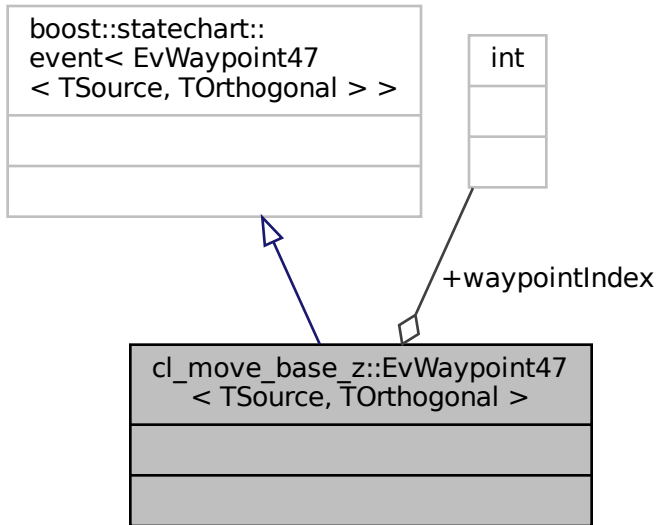 boost::statechart::
event< EvWaypoint47
< TSource, TOrthogonal > >
int
+waypointIndex
cl_move_base_z::EvWaypoint47
< TSource, TOrthogonal >